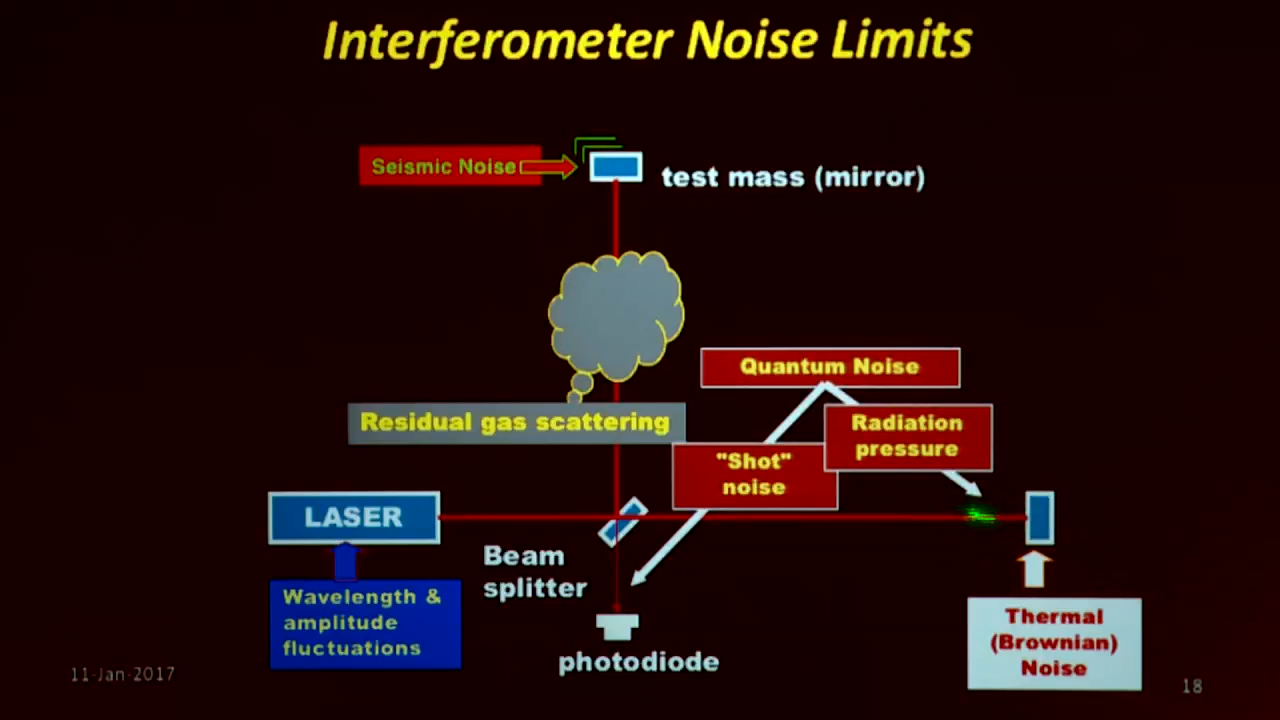 Interferometer Noise Limits
Seismic Noise
test mass (mirror)
Quantum Noise
Residual gas scattering
Radiation
pressure
"Shot"
noise
LASER
Beam
splitter
Wavelength &
amplitude
fluctuations
Thermal
(Brownian)
Noise
photodiode
11-Jan-2017
18